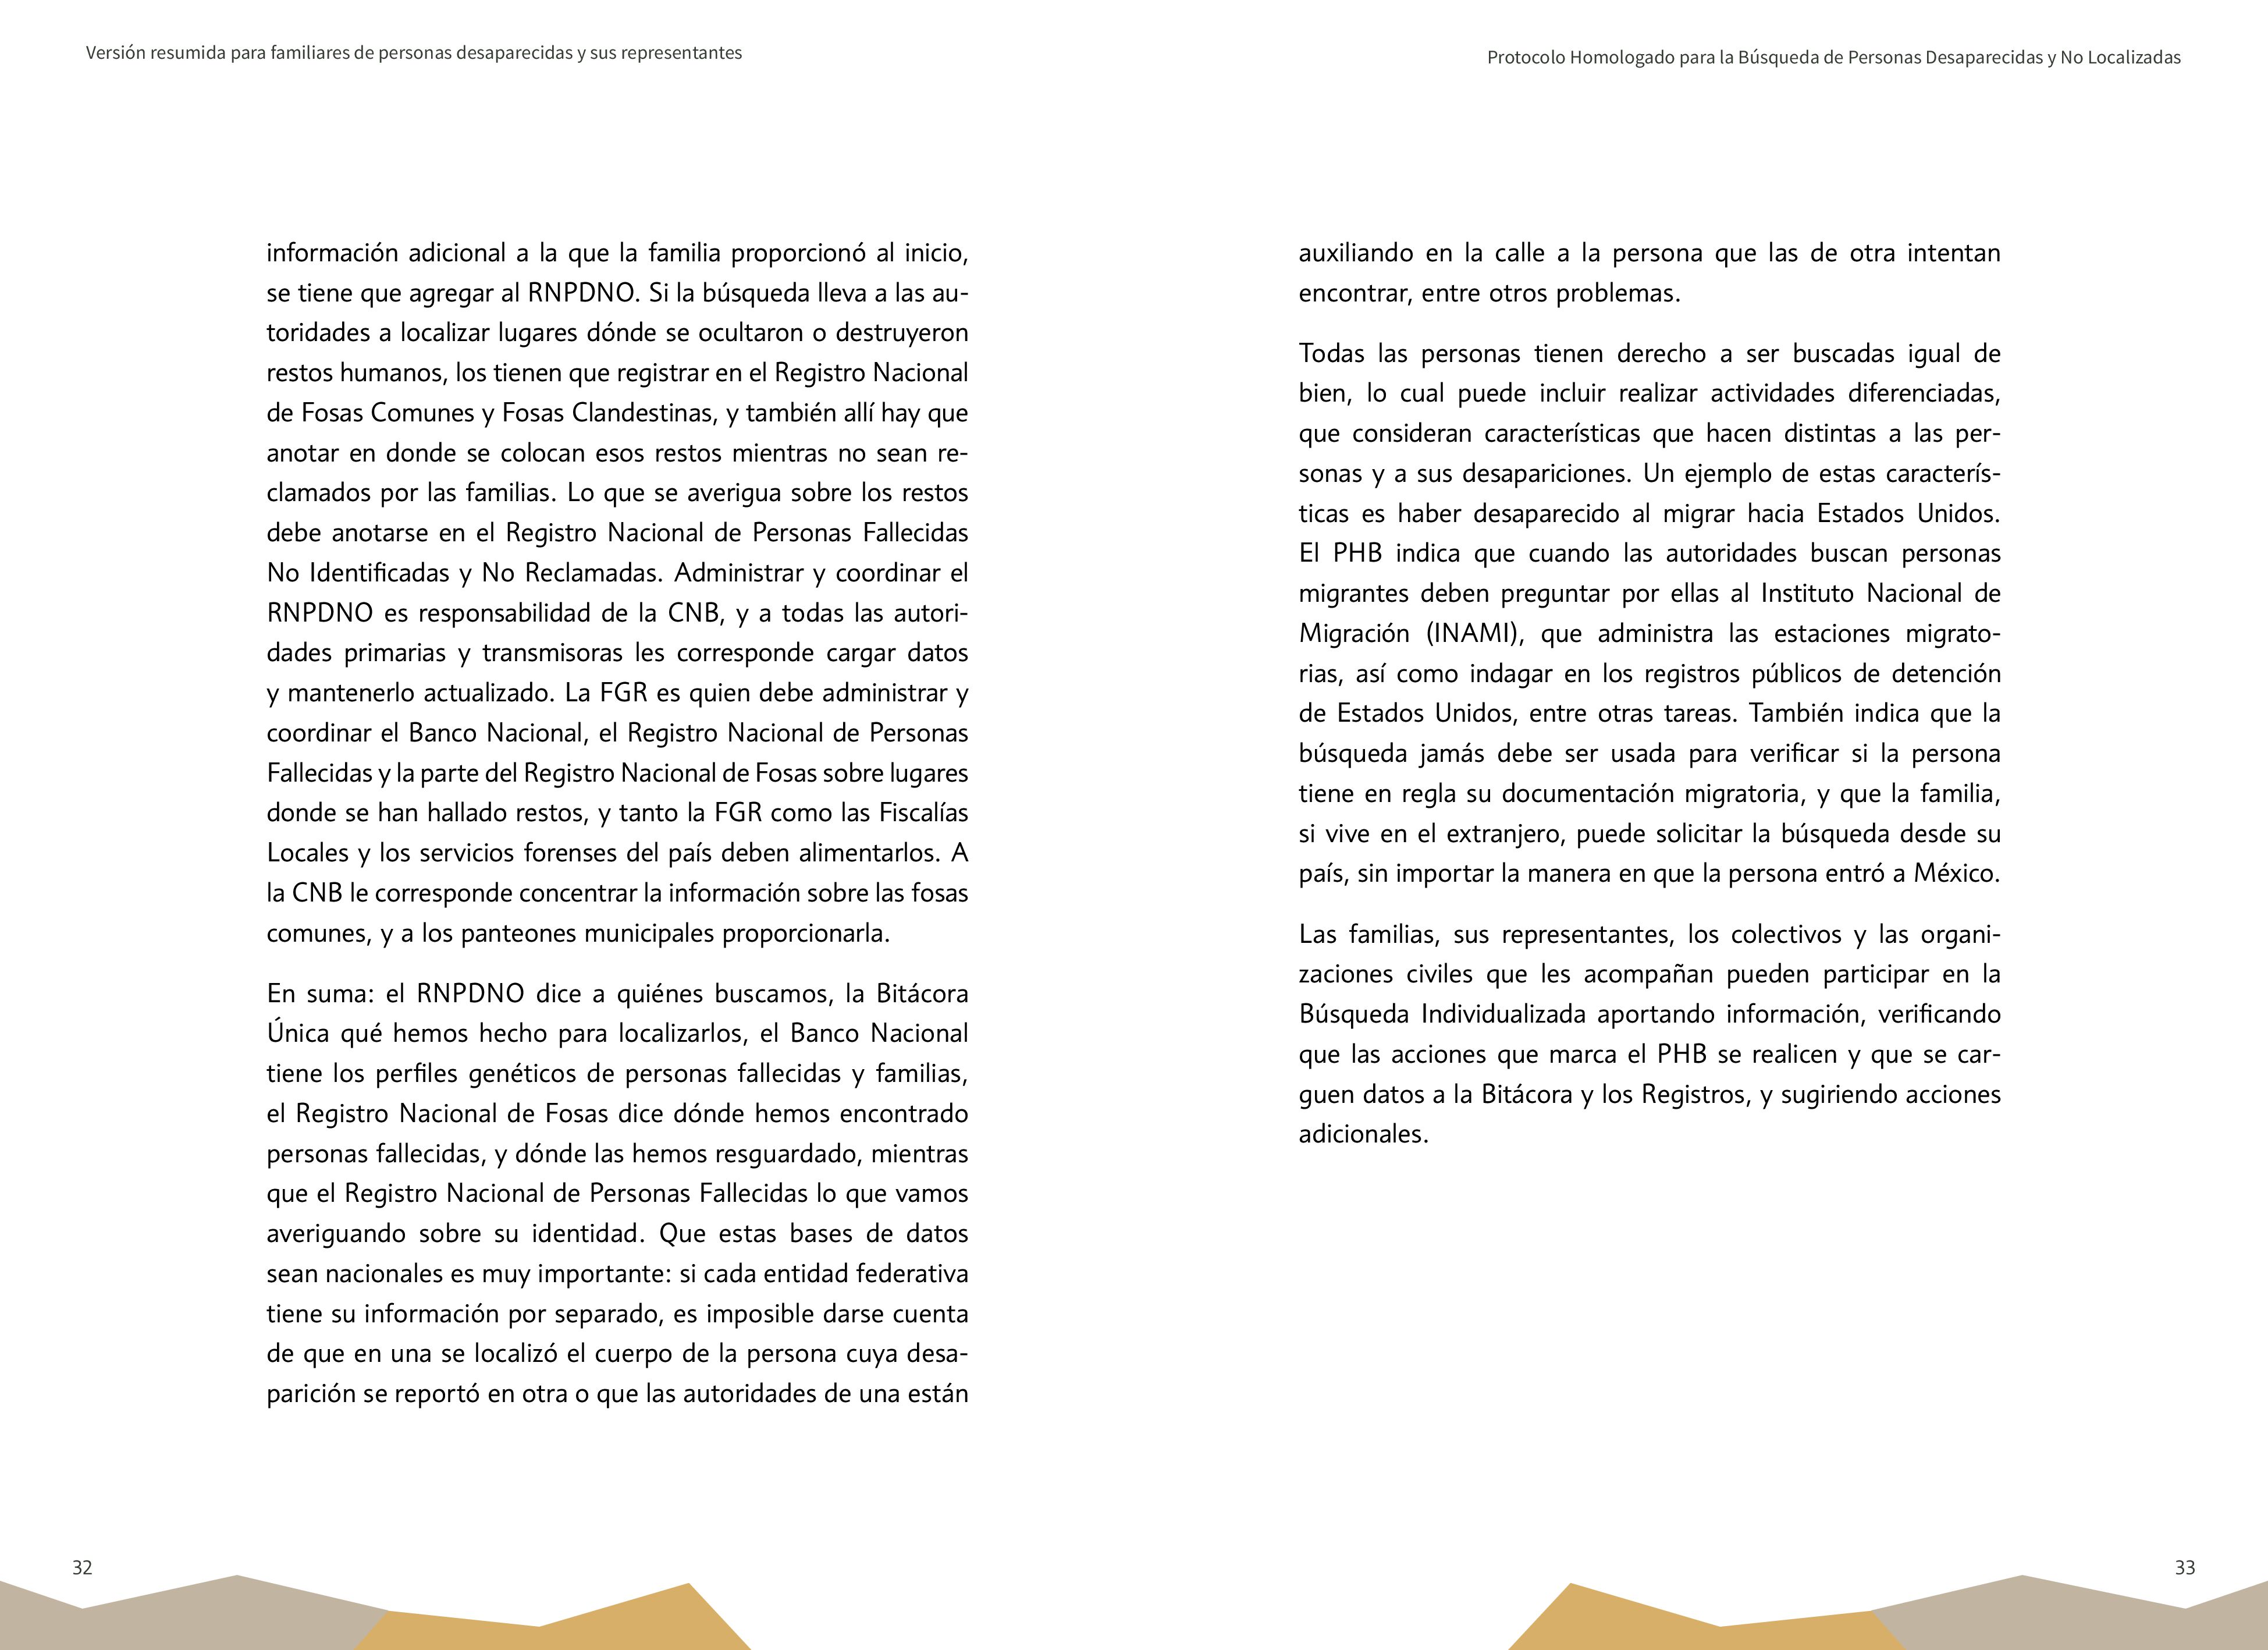 Versión resumida para familiares de personas desaparecidas y sus representantes
información adicional a la que la familia proporcionó al inicio,
se tiene que agregar al RNPDNO. Si la búsqueda lleva a las au-
toridades a localizar lugares dónde se ocultaron o destruyeron
restos humanos, los tienen que registrar en el Registro Nacional
de Fosas Comunes y Fosas Clandestinas, y también allí hay que
anotar en donde se colocan esos restos mientras no sean re-
clamados por las familias. Lo que se averigua sobre los restos
debe anotarse en el Registro Nacional de Personas Fallecidas
No Identificadas y No Reclamadas. Administrar y coordinar el
RNPDNO es responsabilidad de la CNB, y a todas las autori-
dades primarias y transmisoras les corresponde cargar datos
y mantenerlo actualizado. La FGR es quien debe administrar y
coordinar el Banco Nacional, el Registro Nacional de Personas
Fallecidas y la parte del Registro Nacional de Fosas sobre lugares
donde se han hallado restos, y tanto la FGR como las Fiscalías
Locales y los servicios forenses del país deben alimentarlos. A
la CNB le corresponde concentrar la información sobre las fosas
comunes, y a los panteones municipales proporcionarla.
En suma: el RNPDNO dice a quiénes buscamos, la Bitácora
Única qué hemos hecho para localizarlos, el Banco Nacional
tiene los perfiles genéticos de personas fallecidas y familias,
el Registro Nacional de Fosas dice dónde hemos encontrado
personas fallecidas, y dónde las hemos resguardado, mientras
que el Registro Nacional de Personas Fallecidas lo que vamos
averiguando sobre su identidad. Que estas bases de datos
sean nacionales es muy importante: si cada entidad federativa
tiene su información por separado, es imposible darse cuenta
de que en una se localizó el cuerpo de la persona cuya desa-
parición se reportó en otra o que las autoridades de una están
32
Protocolo Homologado para la Búsqueda de Personas Desaparecidas y No Localizadas
auxiliando en la calle a la persona que las de otra intentan
encontrar, entre otros problemas.
Todas las personas tienen derecho a ser buscadas igual de
bien, lo cual puede incluir realizar actividades diferenciadas,
que consideran características que hacen distintas a las per-
sonas y a sus desapariciones. Un ejemplo de estas caracterís-
ticas es haber desaparecido al migrar hacia Estados Unidos.
El PHB indica que cuando las autoridades buscan personas
migrantes deben preguntar por ellas al Instituto Nacional de
Migración (INAMI), que administra las estaciones migrato-
rias, así como indagar en los registros públicos de detención
de Estados Unidos, entre otras tareas. También indica que la
búsqueda jamás debe ser usada para verificar si la persona
tiene en regla su documentación migratoria, y que la familia,
si vive en el extranjero, puede solicitar la búsqueda desde su
país, sin importar la manera en que la persona entró a México.
Las familias, sus representantes, los colectivos y las organi-
zaciones civiles que les acompañan pueden participar en la
Búsqueda Individualizada aportando información, verificando
que las acciones que marca el PHB se realicen y que se car-
guen datos a la Bitácora y los Registros, y sugiriendo acciones
adicionales.
33